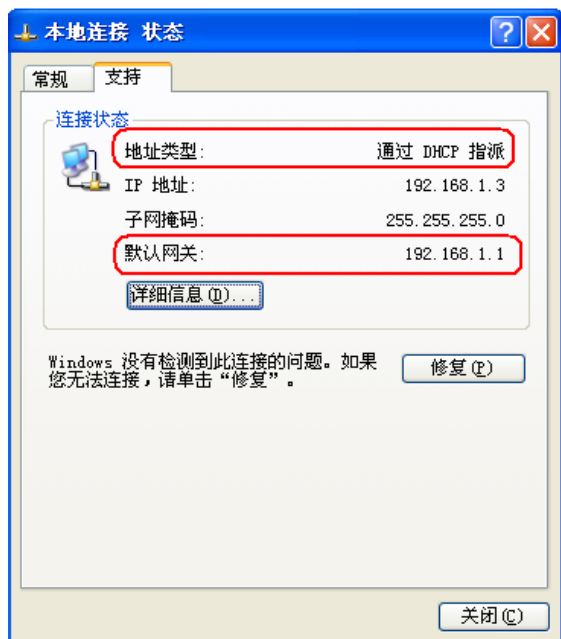 本地连接 状态
常规 支持
连接状态
地址类型: 通过 DHCP 指派
IP 地址: 192.168.1.3
子网掩码: 255.255.255.0
默认网关: 192.168.1.1
详细信息(D)...
Windows 没有检测到此连接的问题。如果
您无法连接，请单击“修复”。
修复(P)
关闭(C)